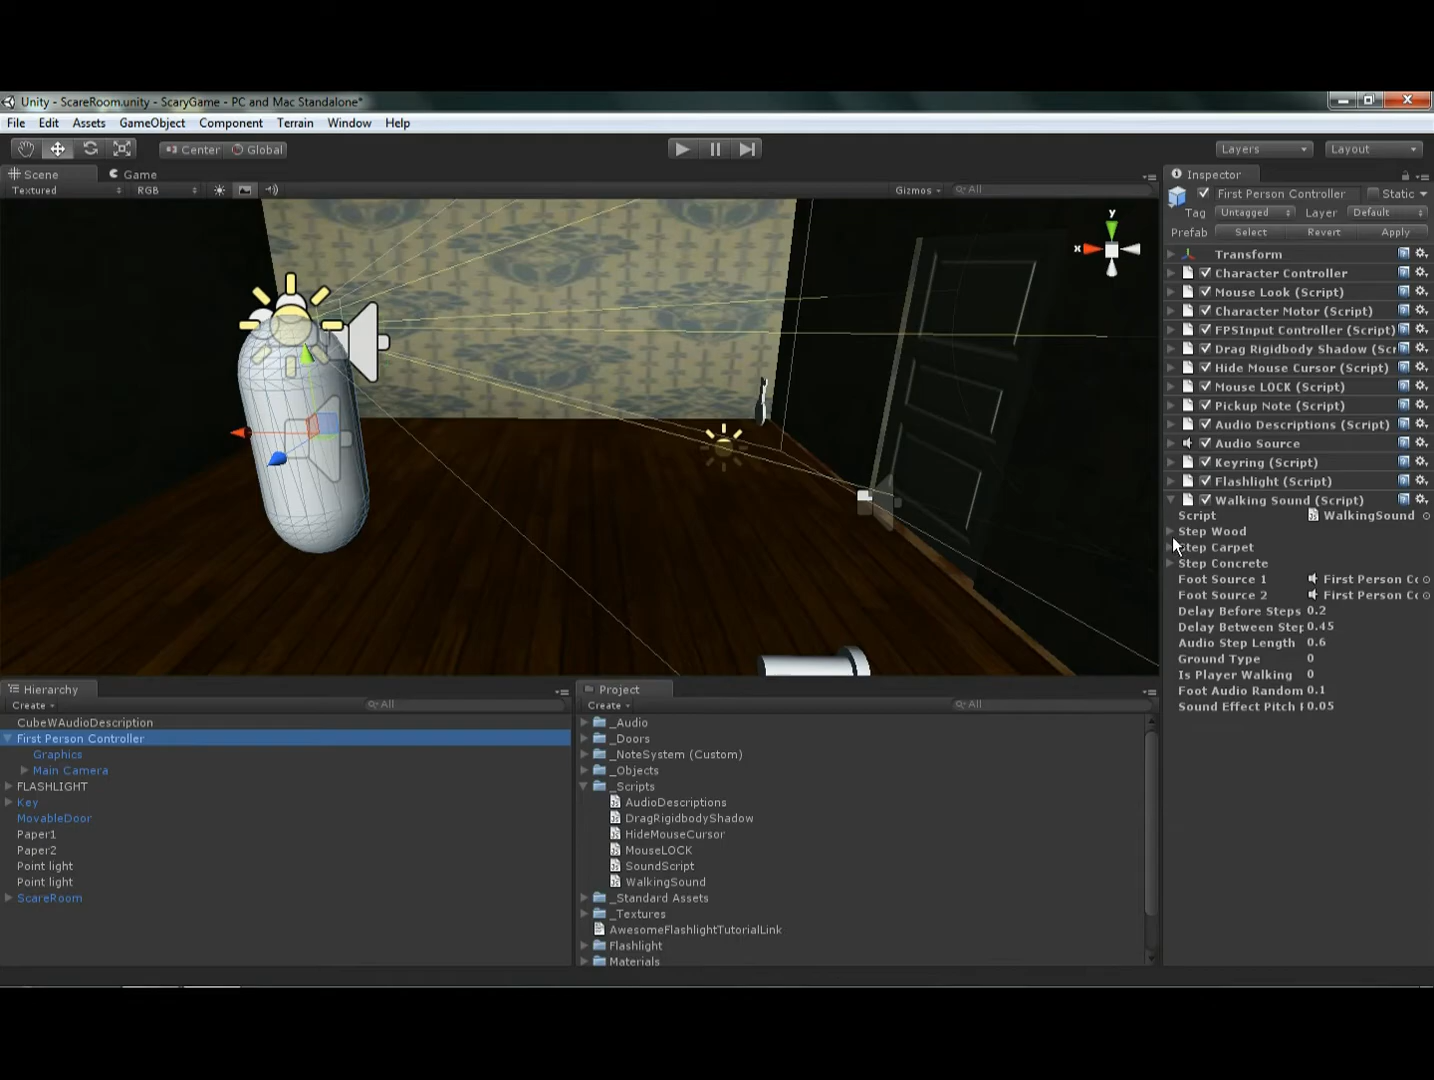 Unity - ScareRoom.unity - ScaryGame - PC and Mac Standalone*
File Edit Assets GameObject Component Terrain Window Help
Center Global Layers Layout
Scene Game
Textured RGB Gizmos All
y
x
Inspector
First Person Controller Static
Tag Untagged Layer Default
Prefab Select Revert Apply
Transform
Character Controller
Mouse Look (Script)
Character Motor (Script)
FPSInput Controller (Script)
Drag Rigidbody Shadow (Scr
Hide Mouse Cursor (Script)
Mouse LOCK (Script)
Pickup Note (Script)
Audio Descriptions (Script)
Audio Source
Keyring (Script)
Flashlight (Script)
Walking Sound (Script)
Script WalkingSound
Step Wood
Step Carpet
Step Concrete
Foot Source 1 First Person Co
Foot Source 2 First Person Co
Delay Before Steps 0.2
Delay Between Step 0.45
Audio Step Length 0.6
Ground Type 0
Is Player Walking 0
Foot Audio Random 0.1
Sound Effect Pitch 0.05
Hierarchy
Create All
CubeWAudioDescription
First Person Controller
Graphics
Main Camera
FLASHLIGHT
Key
MovableDoor
Paper1
Paper2
Point light
Point light
ScareRoom
Project
Create All
_Audio
_Doors
_NoteSystem (Custom)
_Objects
_Scripts
AudioDescriptions
DragRigidbodyShadow
HideMouseCursor
MouseLOCK
SoundScript
WalkingSound
_Standard Assets
_Textures
AwesomeFlashlightTutorialLink
Flashlight
Materials